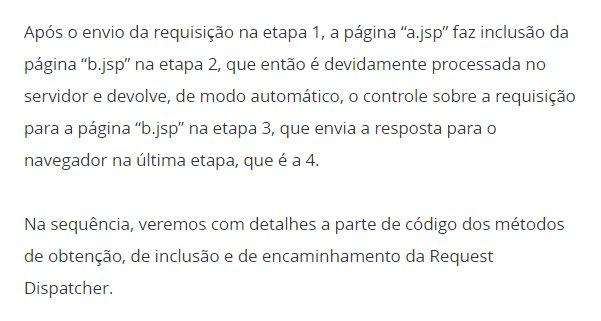 Após o envio da requisição na etapa 1, a página “a.jsp” faz inclusão da
página “b.jsp” na etapa 2, que então é devidamente processada no
servidor e devolve, de modo automático, o controle sobre a requisição
para a página “b.jsp” na etapa 3, que envia a resposta para o
navegador na última etapa, que é a 4.
Na sequência, veremos com detalhes a parte de código dos métodos
de obtenção, de inclusão e de encaminhamento da Request
Dispatcher.